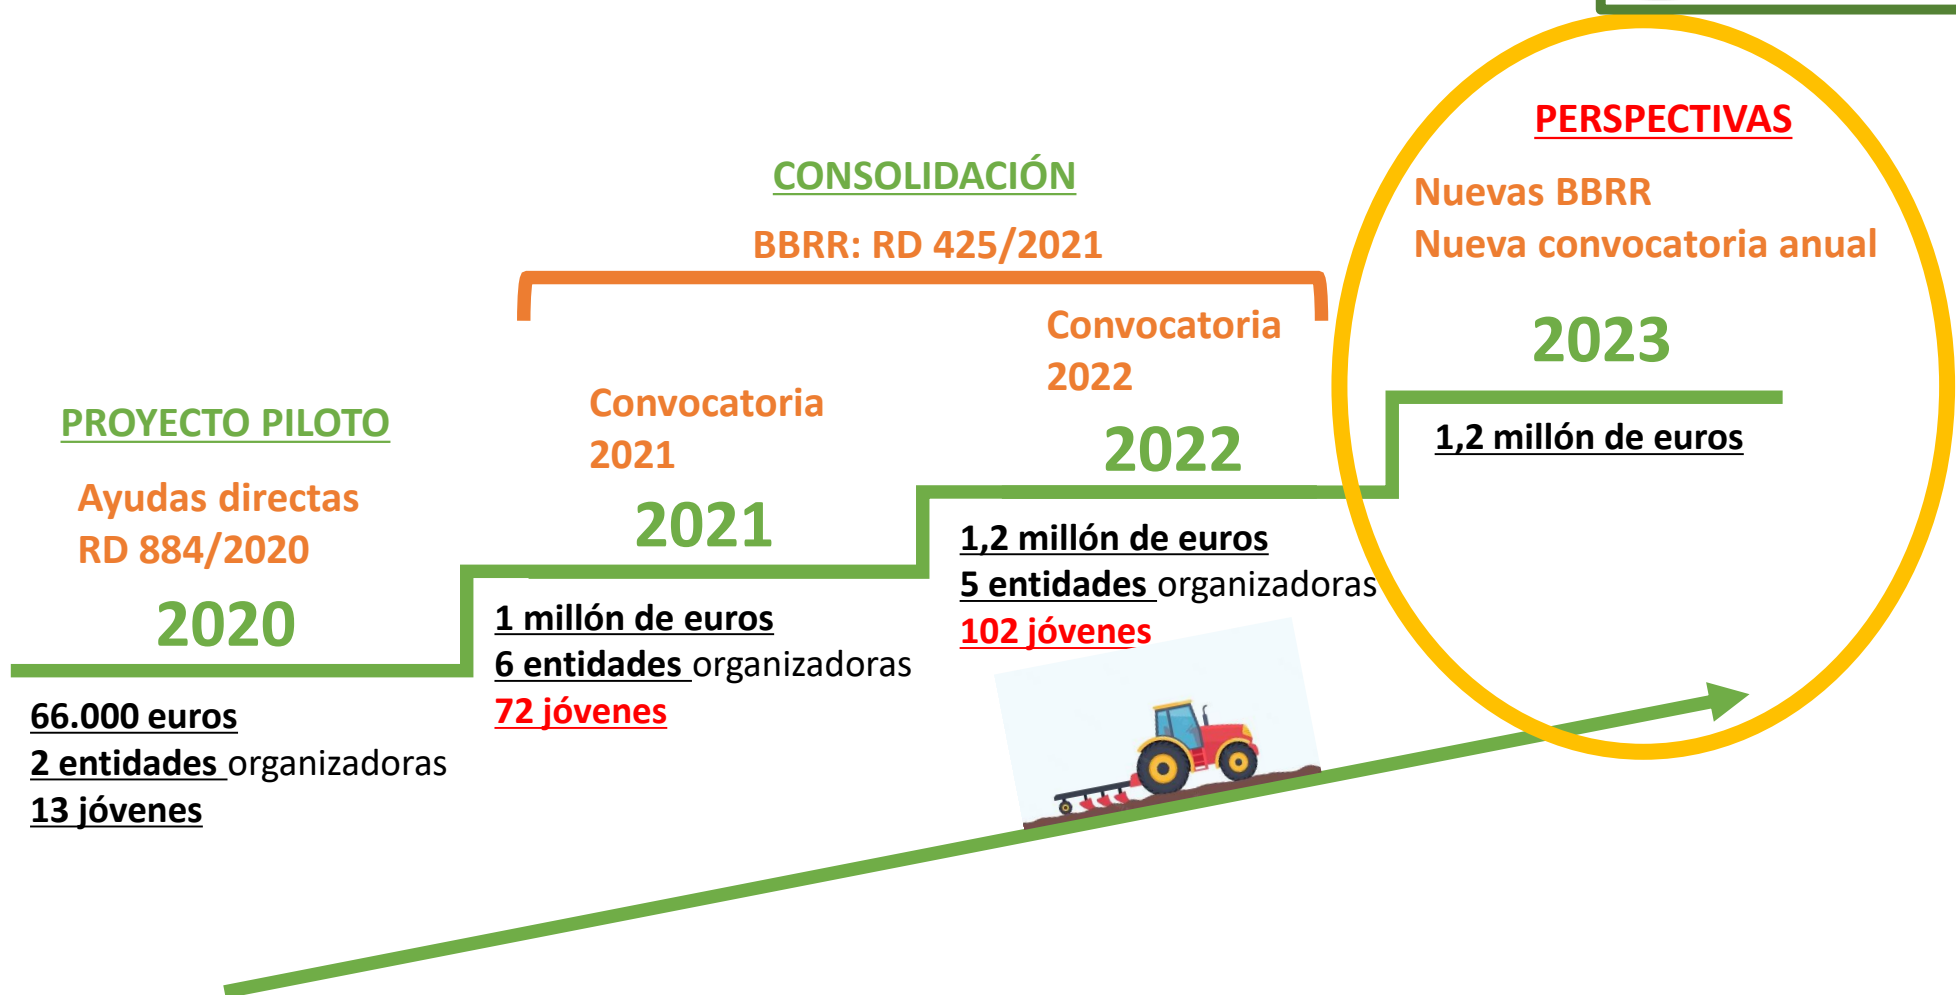 PROYECTO PILOTO
Ayudas directas
RD 884/2020
2020
66.000 euros
2 entidades organizadoras
13 jóvenes
CONSOLIDACIÓN
BBRR: RD 425/2021
Convocatoria
2021
2021
1 millón de euros
6 entidades organizadoras
72 jóvenes
Convocatoria
2022
2022
1,2 millón de euros
5 entidades organizadoras
102 jóvenes
PERSPECTIVAS
Nuevas BBRR
Nueva convocatoria anual
2023
1,2 millón de euros